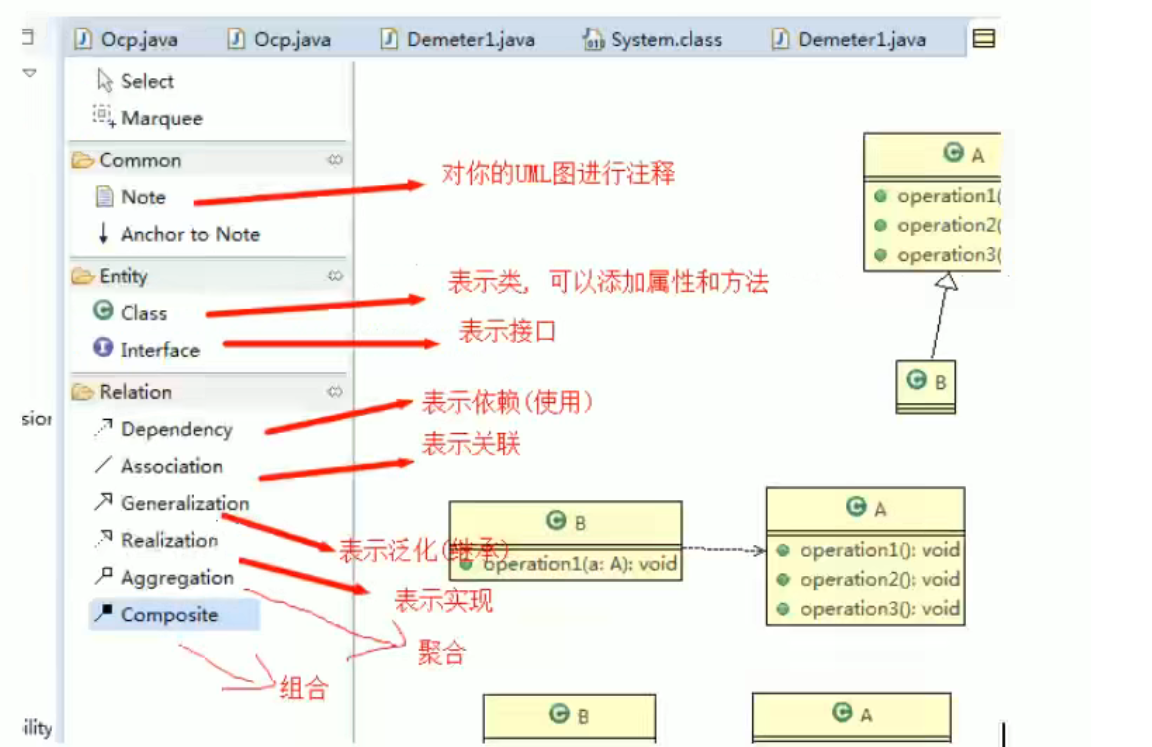 Ocp.java
Ocp.java
Demeter1.java
System.class
Demeter1.java
Select
Marquee
Common
Note
Anchor to Note
Entity
Class
Interface
Relation
Dependency
Association
Generalization
Realization
Aggregation
Composite
对你的UML图进行注释
表示类, 可以添加属性和方法
表示接口
表示依赖(使用)
表示关联
表示泛化(继承)
表示实现
聚合
组合
A
operation1(
operation2(
operation3(
B
B
operation1(a: A): void
A
operation1(): void
operation2(): void
operation3(): void
B
A
sior
ility